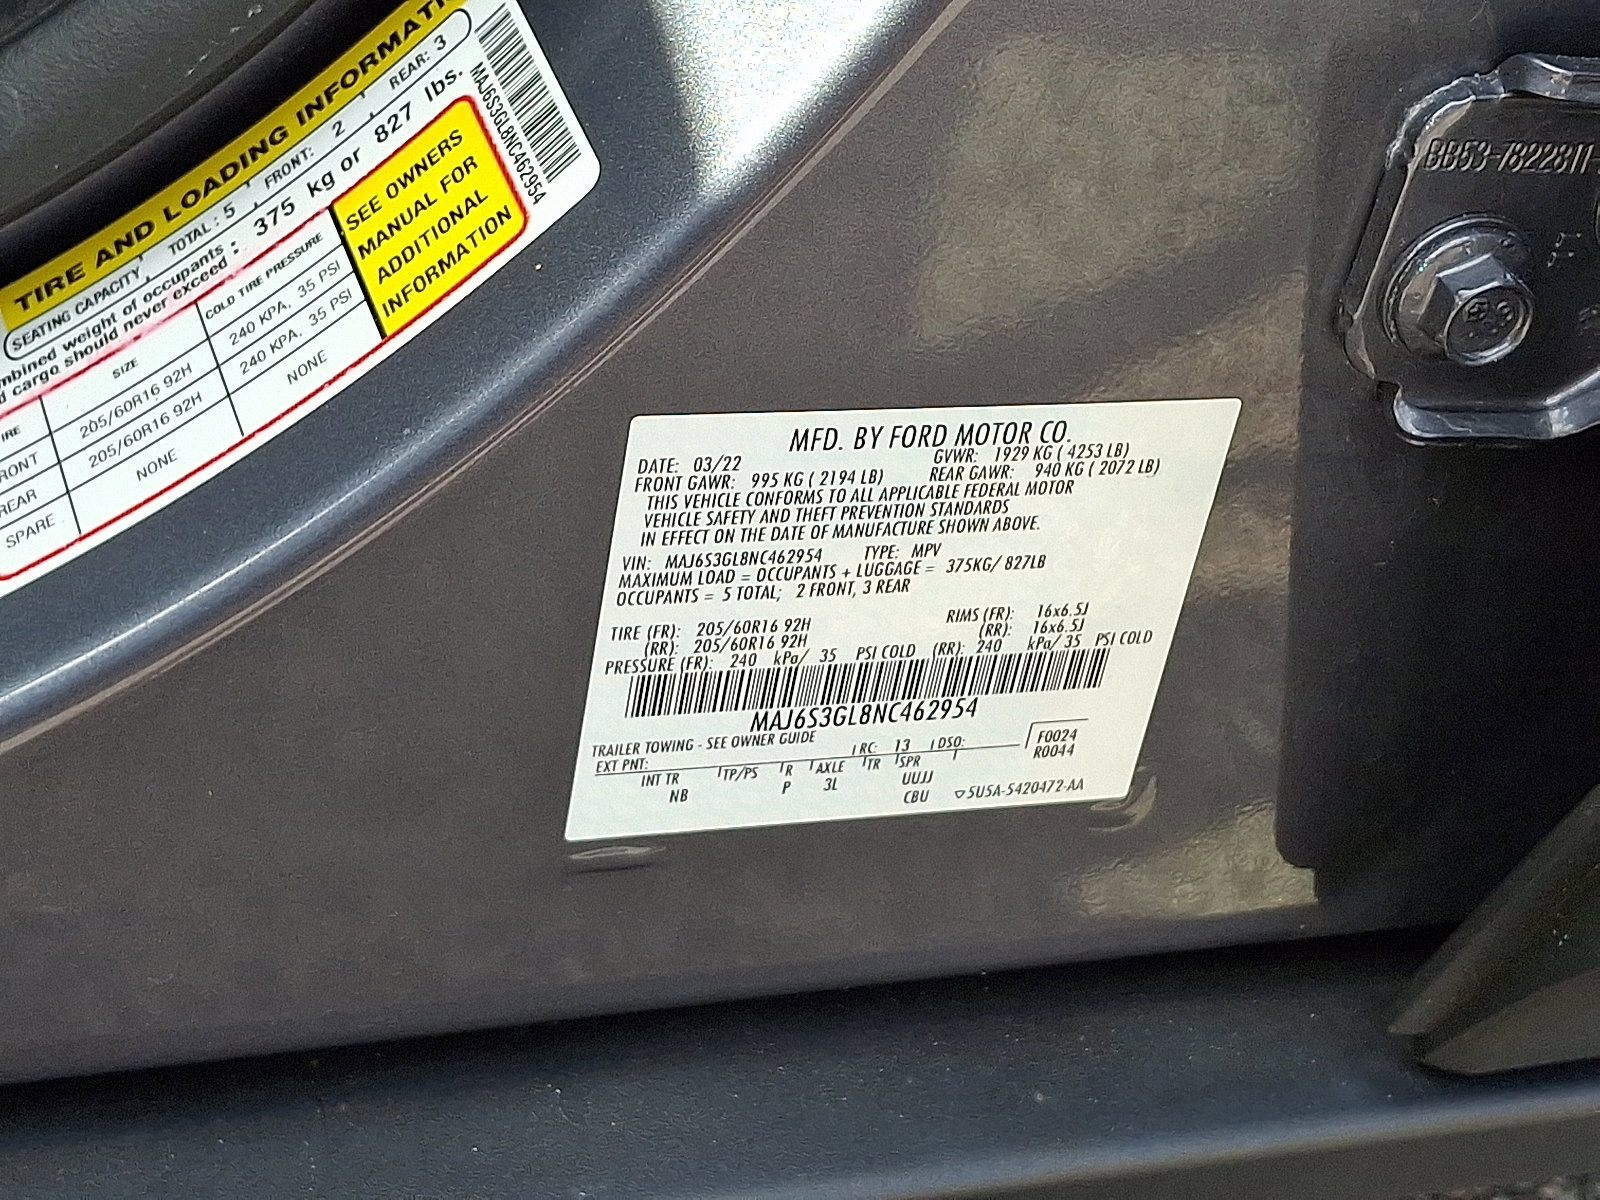 TIRE AND LOADING INFORMATI
SEATING CAPACITY, TOTAL: 5, FRONT: 2, REAR: 3
mbined weight of occupants : 375 kg or 827 lbs.
d cargo should never exceed
IRE SIZE COLD TIRE PRESSURE
RONT 205/60R16 92H 240 KPA, 35 PSI
REAR 205/60R16 92H 240 KPA, 35 PSI
SPARE NONE NONE
SEE OWNERS
MANUAL FOR
ADDITIONAL
INFORMATION
MAJ6S3GL8NC462954
BB53-7822811-
F
MFD. BY FORD MOTOR CO.
DATE: 03/22 GVWR: 1929 KG ( 4253 LB)
FRONT GAWR: 995 KG ( 2194 LB) REAR GAWR: 940 KG ( 2072 LB)
THIS VEHICLE CONFORMS TO ALL APPLICABLE FEDERAL MOTOR
VEHICLE SAFETY AND THEFT PREVENTION STANDARDS
IN EFFECT ON THE DATE OF MANUFACTURE SHOWN ABOVE.
VIN: MAJ6S3GL8NC462954 TYPE: MPV
MAXIMUM LOAD = OCCUPANTS + LUGGAGE = 375KG/ 827LB
OCCUPANTS = 5 TOTAL; 2 FRONT, 3 REAR
TIRE (FR): 205/60R16 92H RIMS (FR): 16x6.5J
(RR): 205/60R16 92H (RR): 16x6.5J
PRESSURE (FR): 240 kPa/ 35 PSI COLD (RR): 240 kPa/ 35 PSI COLD
MAJ6S3GL8NC462954
TRAILER TOWING - SEE OWNER GUIDE
EXT PNT: RC: 13 DSO: F0024
R0044
INT TR TP/PS R AXLE TR SPR
NB P 3L UUJJ
CBU 5U5A-5420472-AA